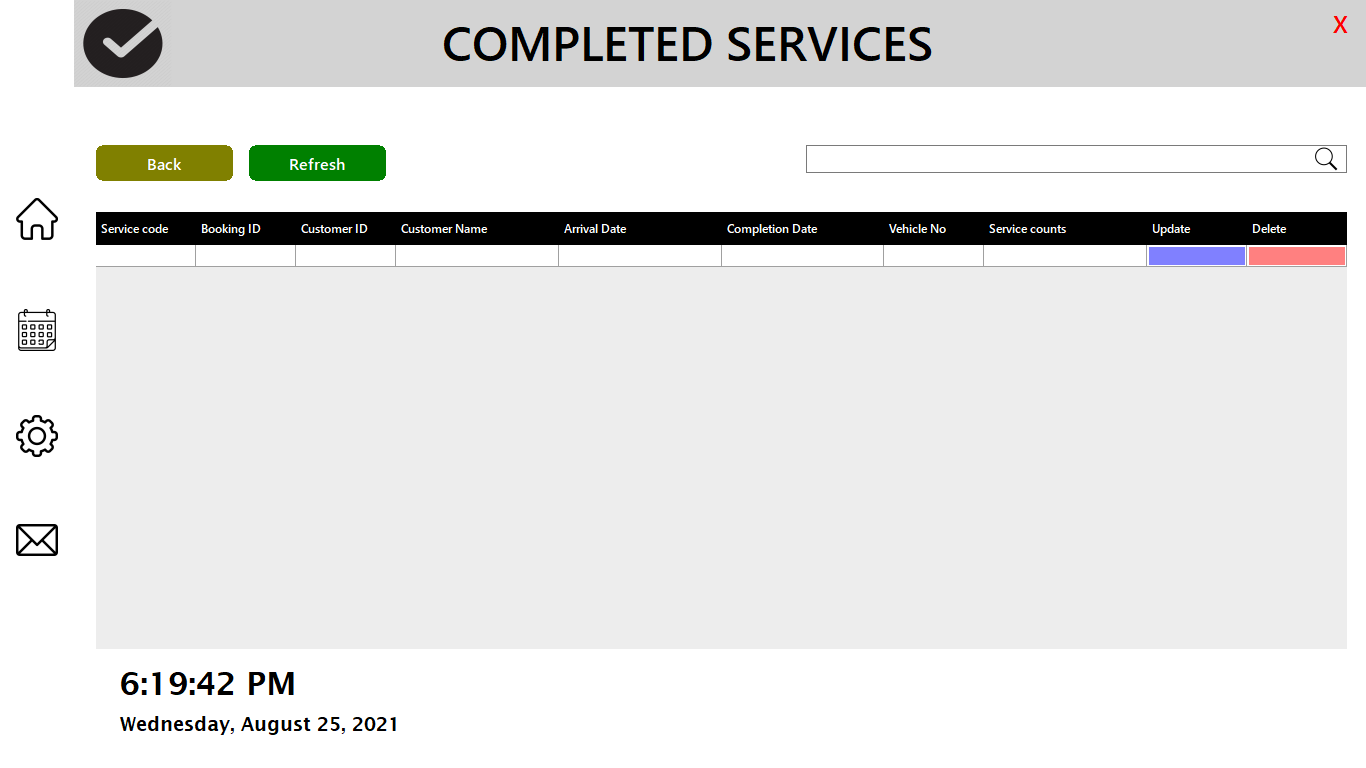 COMPLETED SERVICES
X
Back
Refresh
Service code Booking ID Customer ID Customer Name Arrival Date Completion Date Vehicle No Service counts Update Delete
6:19:42 PM
Wednesday, August 25, 2021